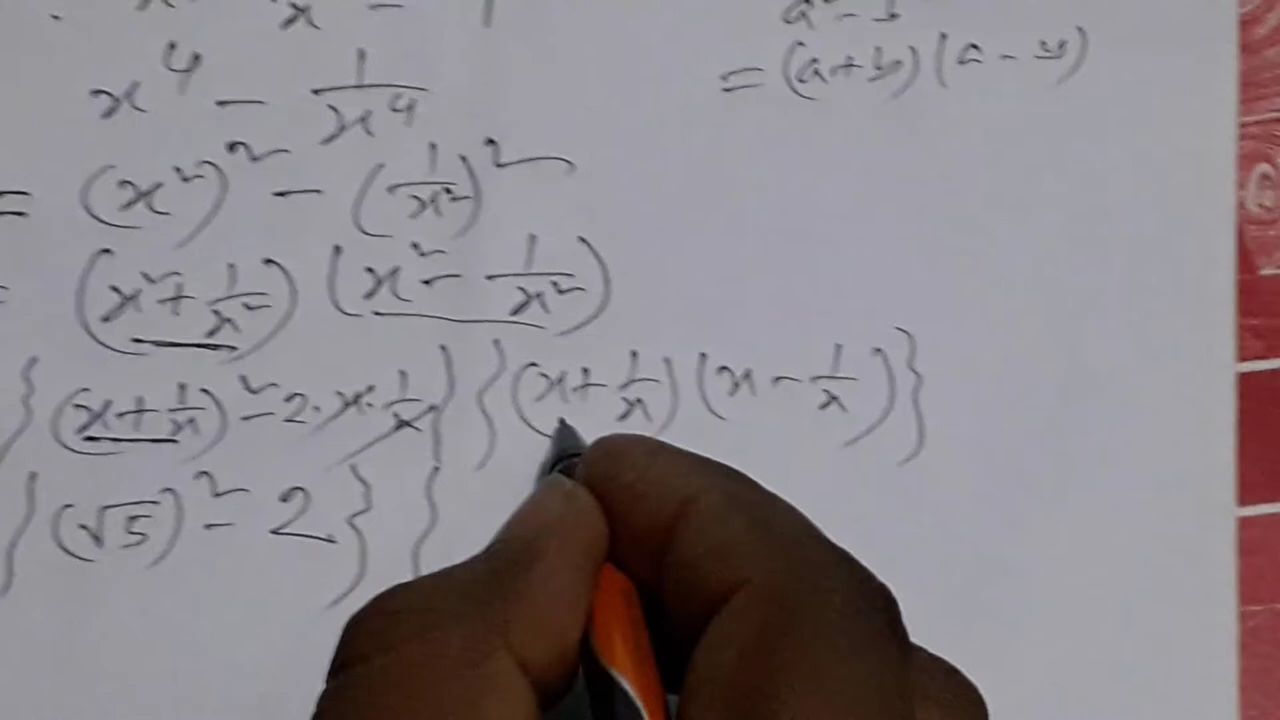 x⁴ - 1/x⁴
= (x²)² - (1/x²)²
= (x² + 1/x²) (x² - 1/x²)
{(x + 1/x)² - 2·x·1/x} {(x + 1/x) (x - 1/x)}
{(√5)² - 2} {
= (a+b) (a-b)